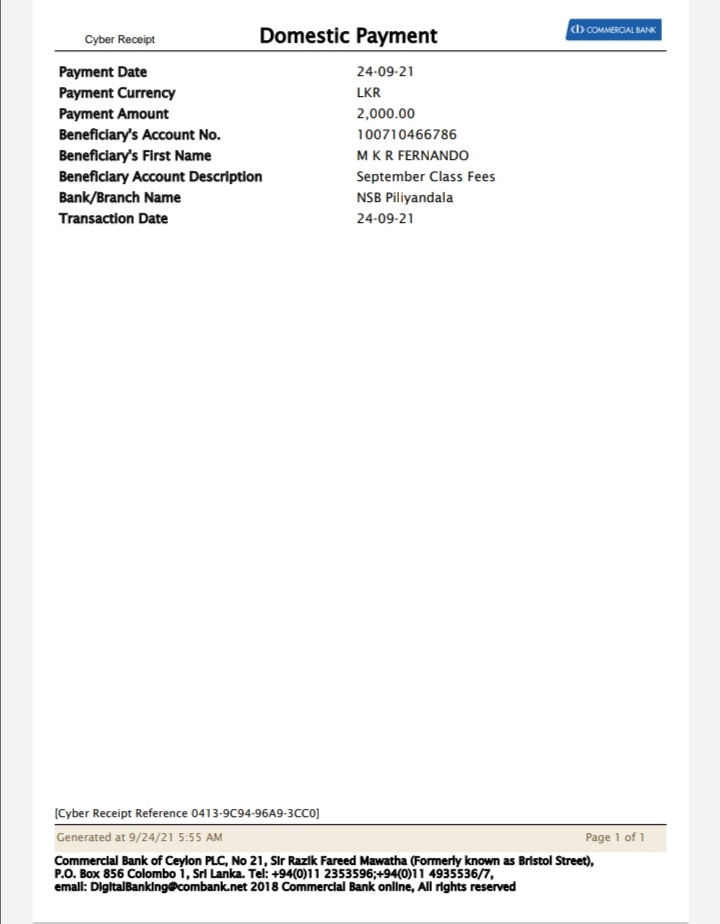 Cyber Receipt Domestic Payment COMMERCIAL BANK
Payment Date 24-09-21
Payment Currency LKR
Payment Amount 2,000.00
Beneficiary's Account No. 100710466786
Beneficiary's First Name M K R FERNANDO
Beneficiary Account Description September Class Fees
Bank/Branch Name NSB Piliyandala
Transaction Date 24-09-21
[Cyber Receipt Reference 0413-9C94-96A9-3CC0]
Generated at 9/24/21 5:55 AM Page 1 of 1
Commercial Bank of Ceylon PLC, No 21, Sir Razik Fareed Mawatha (Formerly known as Bristol Street),
P.O. Box 856 Colombo 1, Sri Lanka. Tel: +94(0)11 2353596;+94(0)11 4935536/7,
email: DigitalBanking@combank.net 2018 Commercial Bank online, All rights reserved